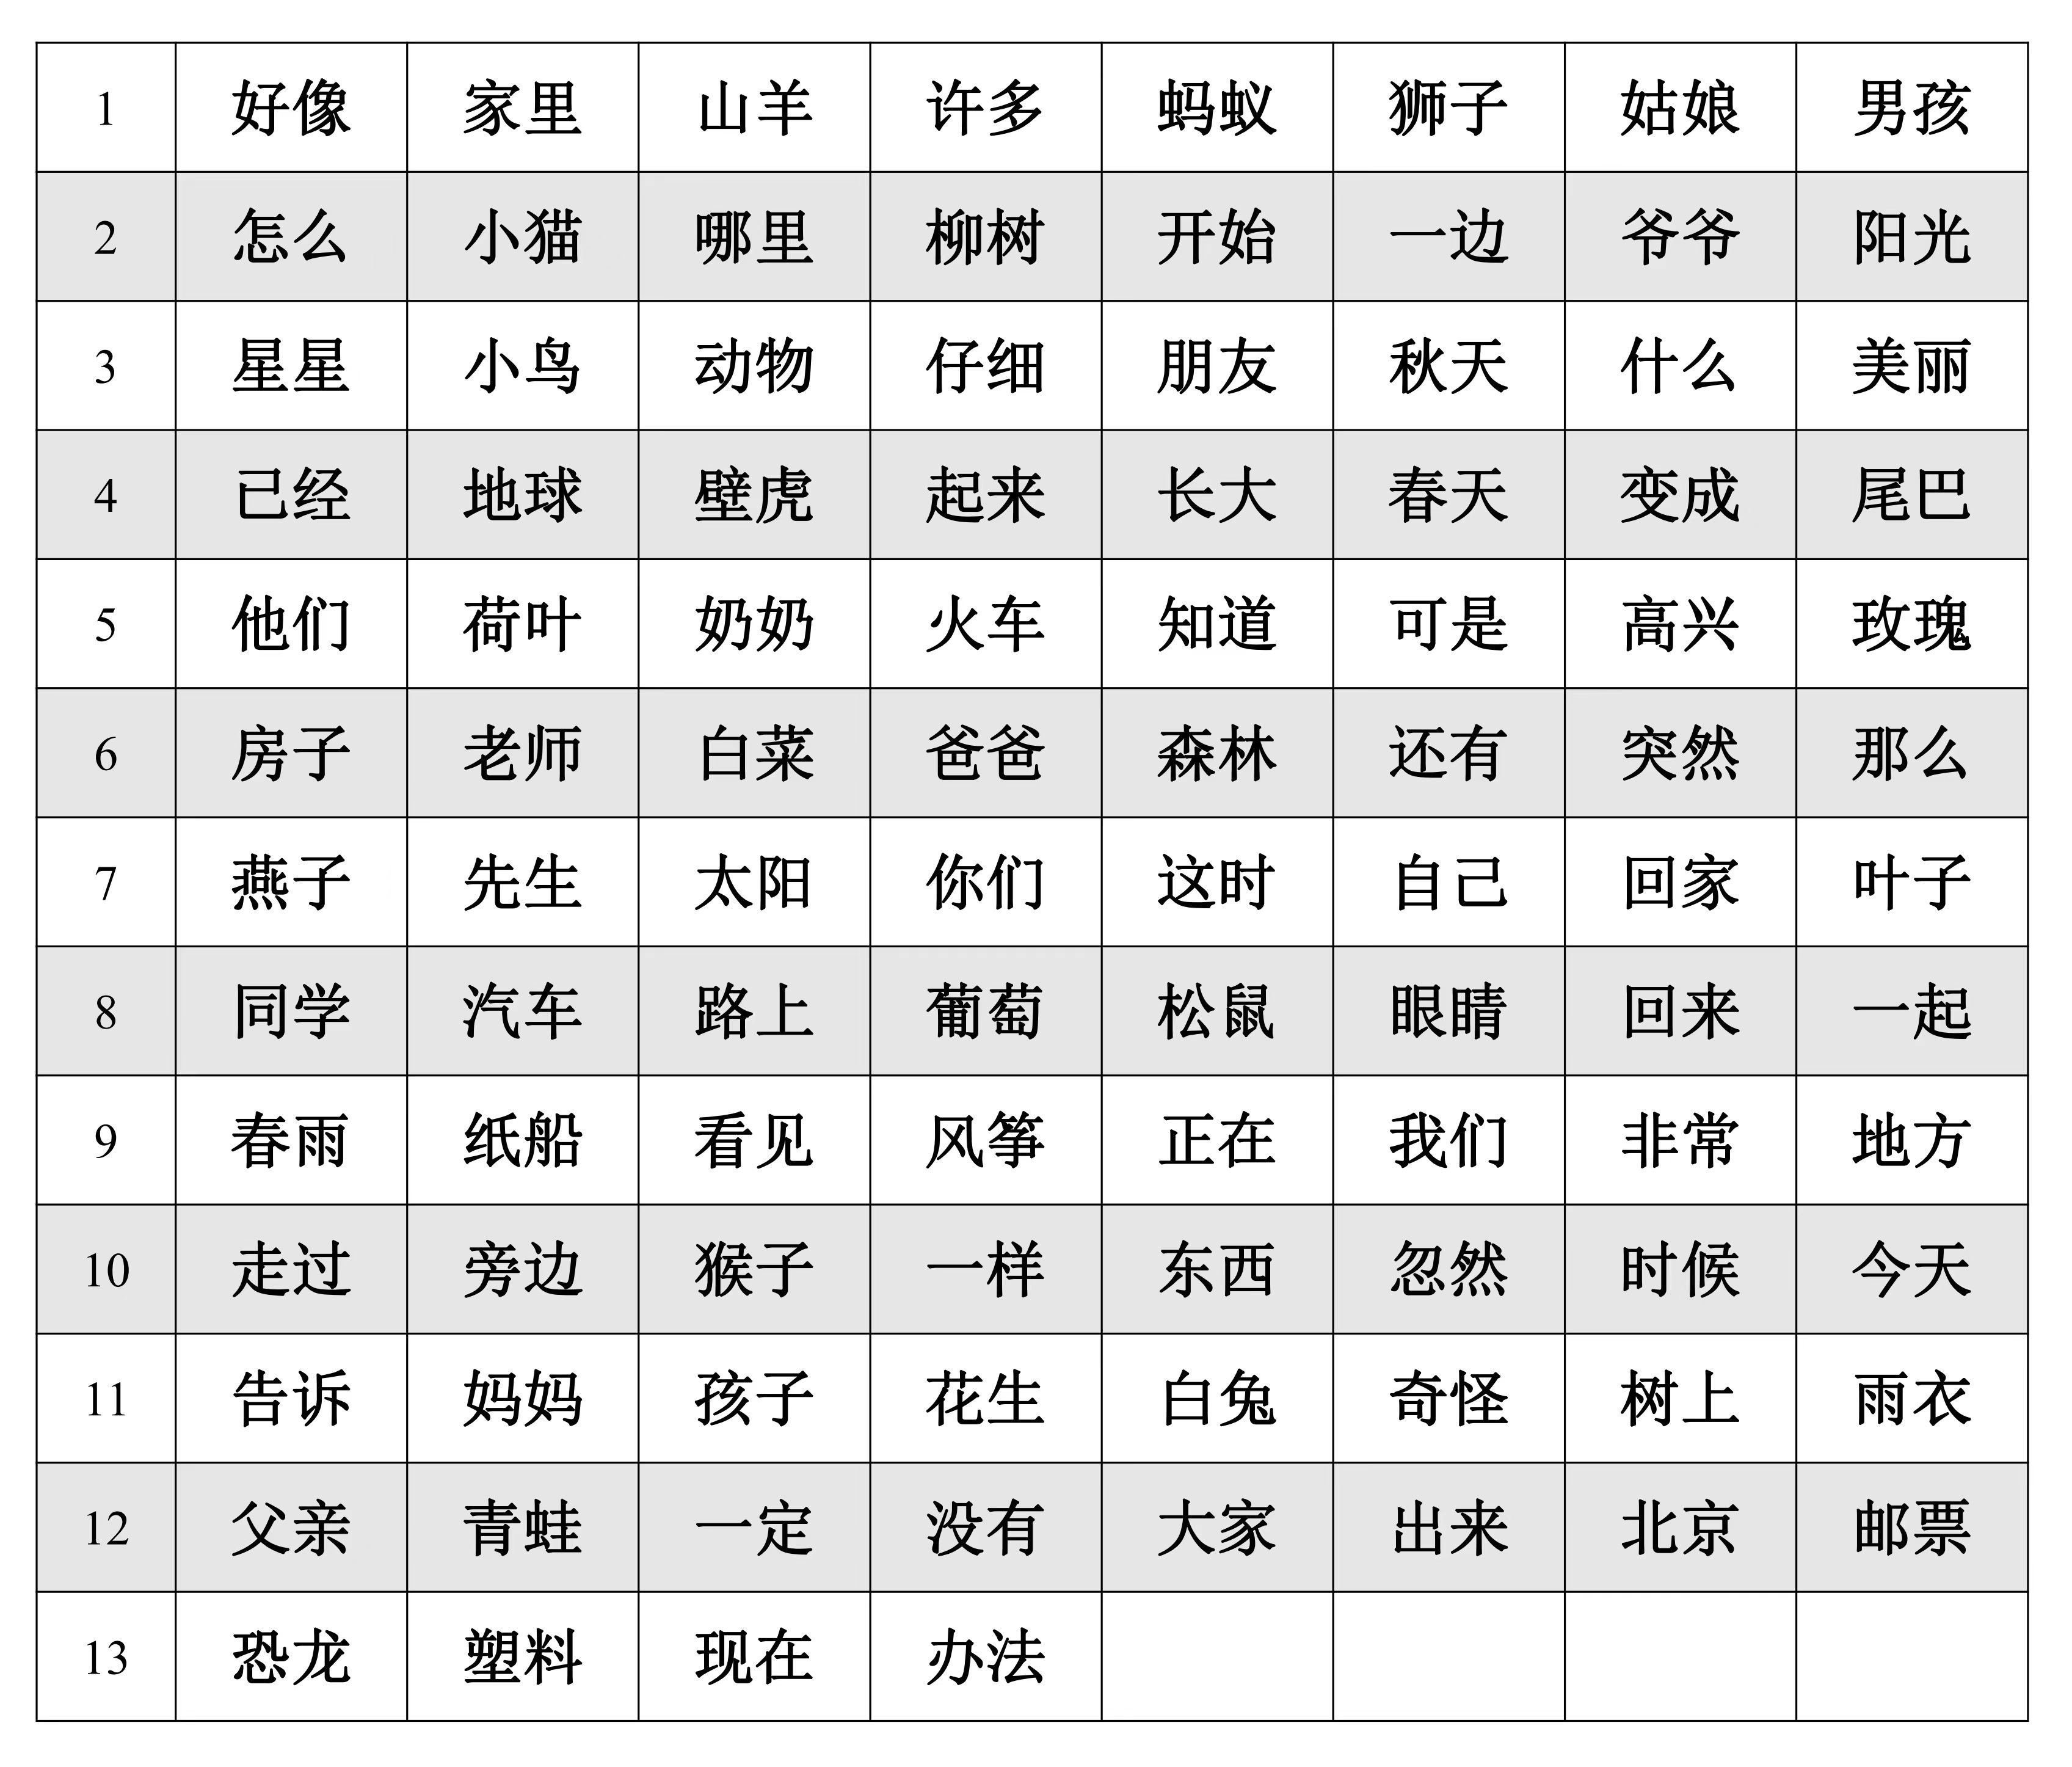 1 好像 家里 山羊 许多 蚂蚁 狮子 姑娘 男孩
2 怎么 小猫 哪里 柳树 开始 一边 爷爷 阳光
3 星星 小鸟 动物 仔细 朋友 秋天 什么 美丽
4 已经 地球 壁虎 起来 长大 春天 变成 尾巴
5 他们 荷叶 奶奶 火车 知道 可是 高兴 玫瑰
6 房子 老师 白菜 爸爸 森林 还有 突然 那么
7 燕子 先生 太阳 你们 这时 自己 回家 叶子
8 同学 汽车 路上 葡萄 松鼠 眼睛 回来 一起
9 春雨 纸船 看见 风筝 正在 我们 非常 地方
10 走过 旁边 猴子 一样 东西 忽然 时候 今天
11 告诉 妈妈 孩子 花生 白兔 奇怪 树上 雨衣
12 父亲 青蛙 一定 没有 大家 出来 北京 邮票
13 恐龙 塑料 现在 办法